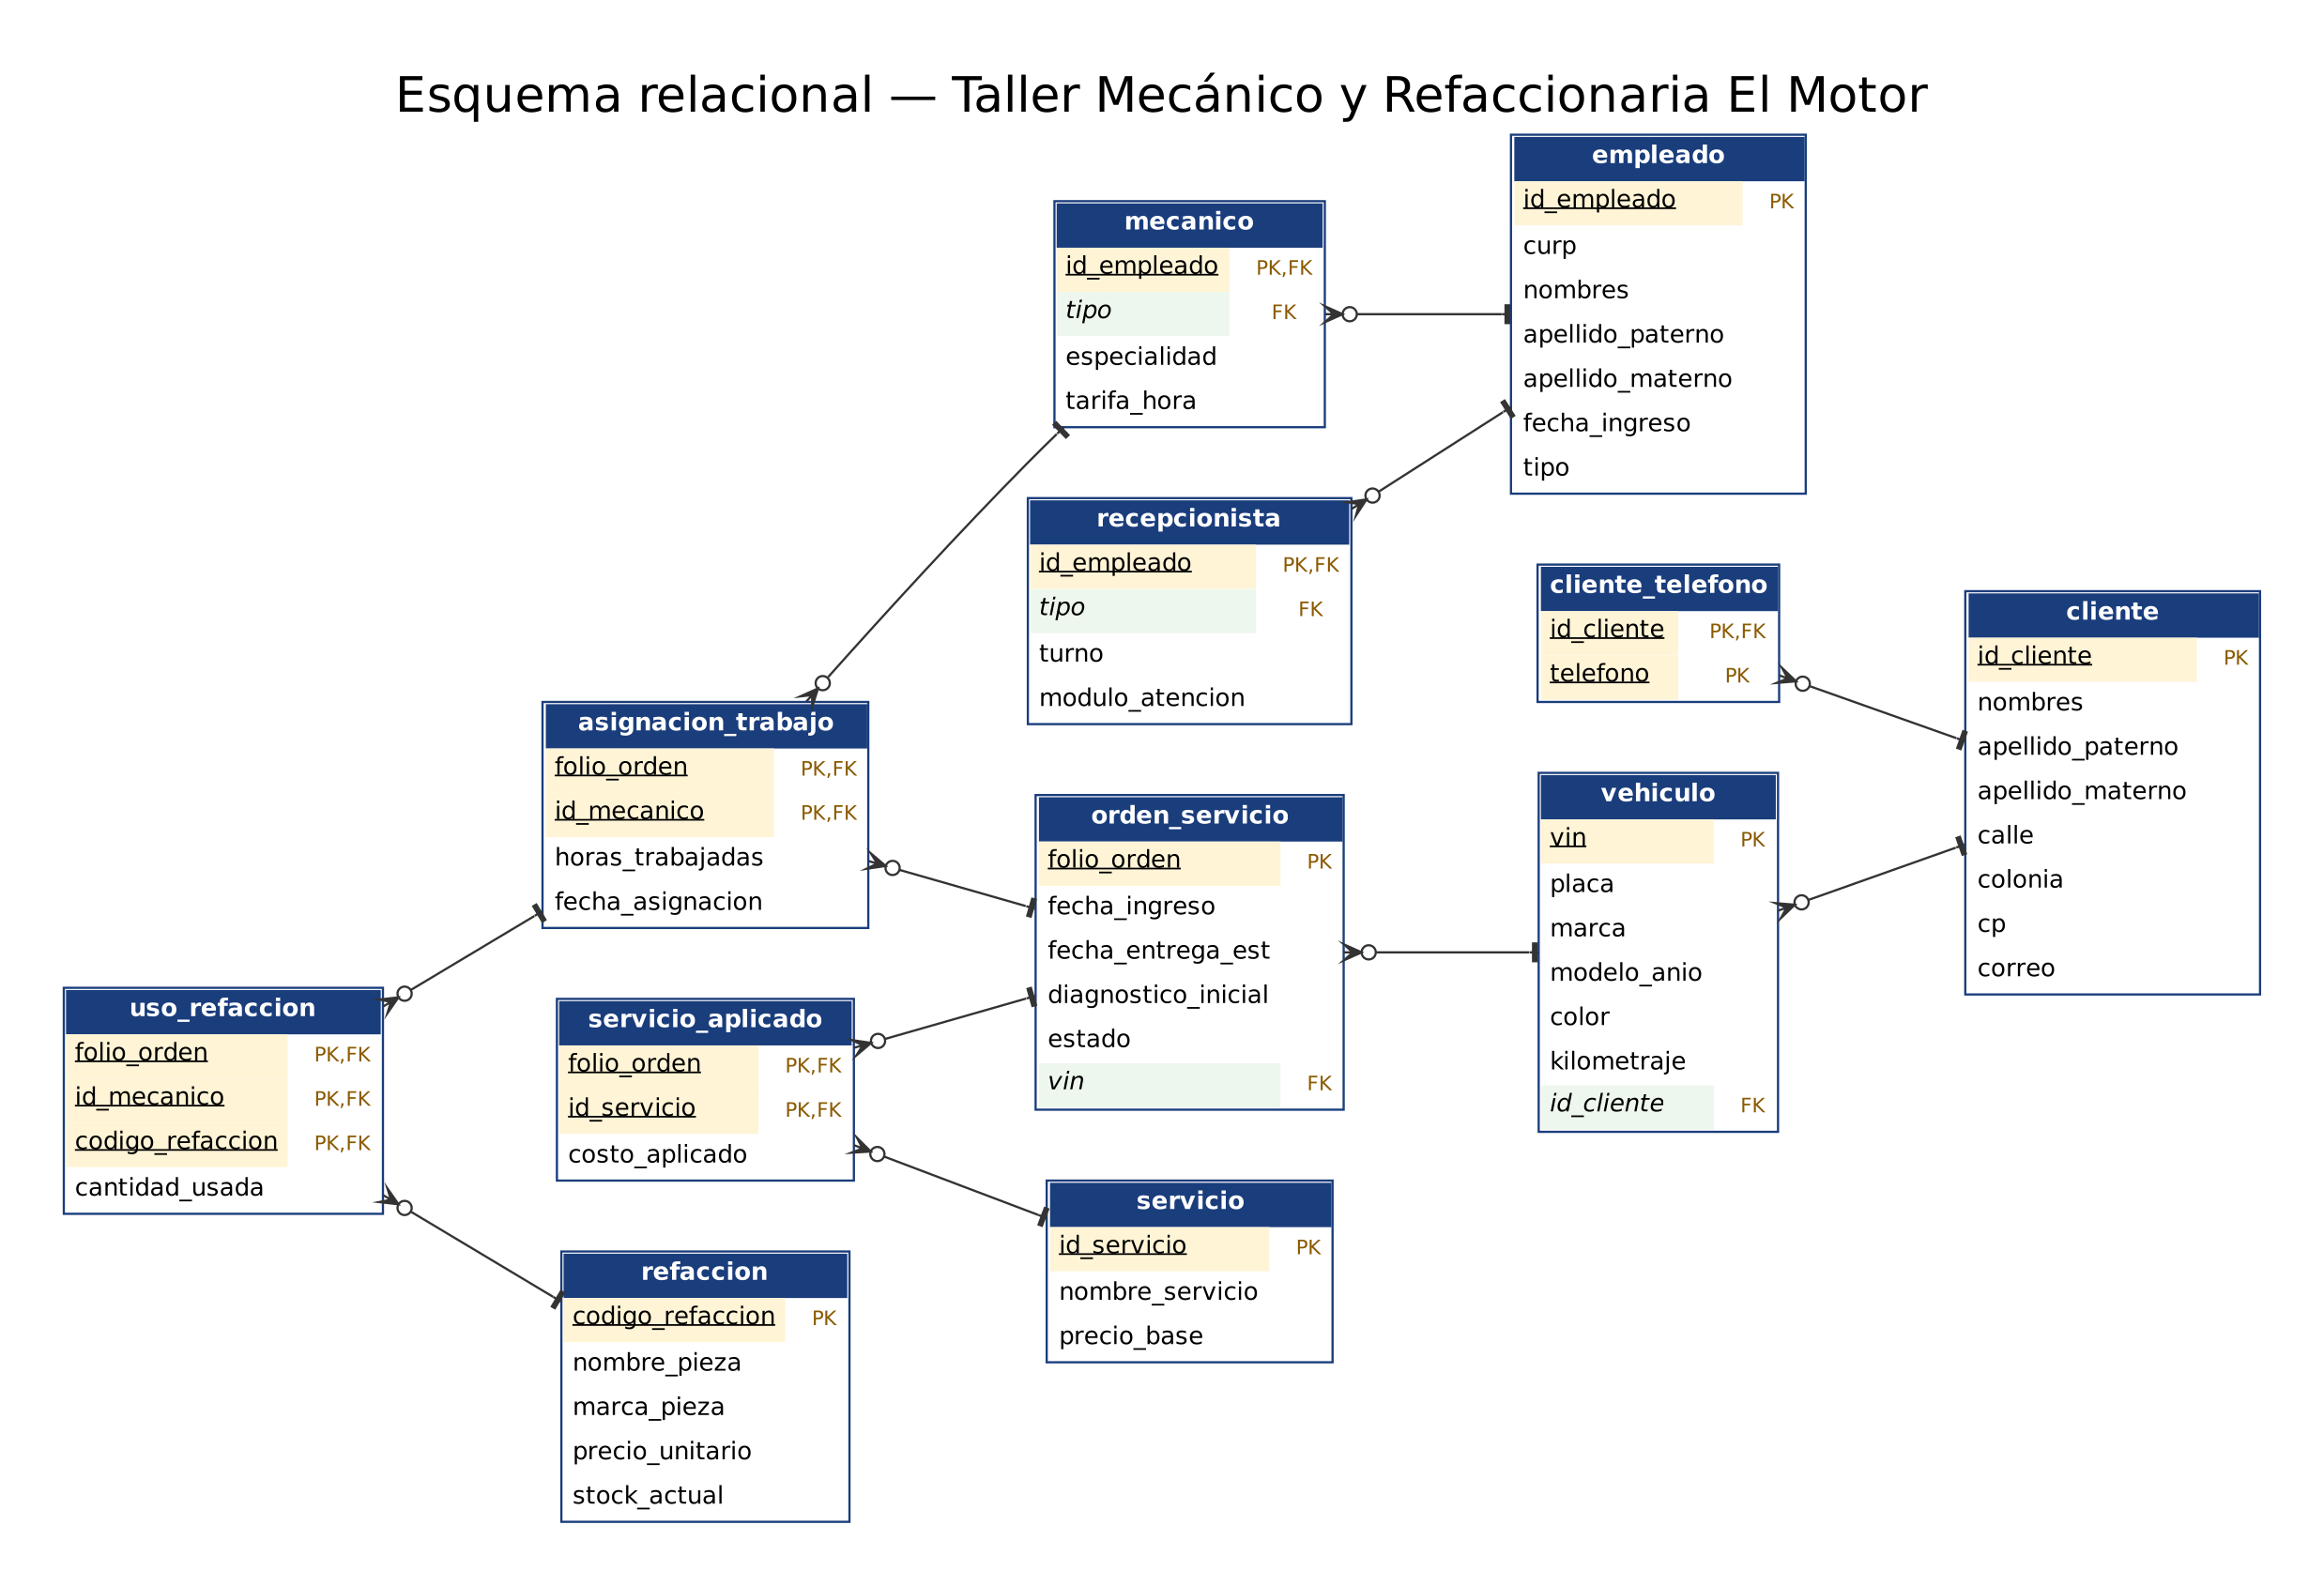 Esquema relacional — Taller Mecánico y Refaccionaria El Motor
empleado
id_empleado PK
curp
nombres
apellido_paterno
apellido_materno
fecha_ingreso
tipo
mecanico
id_empleado PK,FK
tipo FK
especialidad
tarifa_hora
recepcionista
id_empleado PK,FK
tipo FK
turno
modulo_atencion
cliente_telefono
id_cliente PK,FK
telefono PK
cliente
id_cliente PK
nombres
apellido_paterno
apellido_materno
calle
colonia
cp
correo
asignacion_trabajo
folio_orden PK,FK
id_mecanico PK,FK
horas_trabajadas
fecha_asignacion
orden_servicio
folio_orden PK
fecha_ingreso
fecha_entrega_est
diagnostico_inicial
estado
vin FK
vehiculo
vin PK
placa
marca
modelo_anio
color
kilometraje
id_cliente FK
uso_refaccion
folio_orden PK,FK
id_mecanico PK,FK
codigo_refaccion PK,FK
cantidad_usada
servicio_aplicado
folio_orden PK,FK
id_servicio PK,FK
costo_aplicado
servicio
id_servicio PK
nombre_servicio
precio_base
refaccion
codigo_refaccion PK
nombre_pieza
marca_pieza
precio_unitario
stock_actual